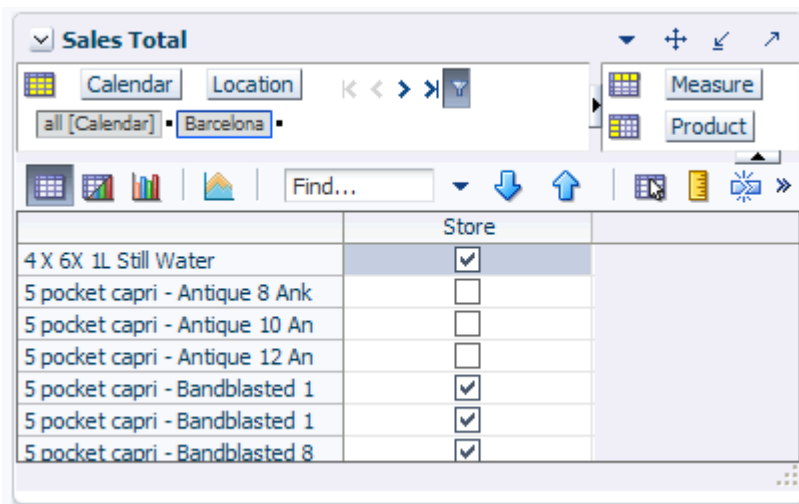 Sales Total
Calendar Location
Measure
all [Calendar] Barcelona
Product
Find...
Store
4 X 6X 1L Still Water
5 pocket capri - Antique 8 Ank
5 pocket capri - Antique 10 An
5 pocket capri - Antique 12 An
5 pocket capri - Bandblasted 1
5 pocket capri - Bandblasted 1
5 pocket capri - Bandblasted 8